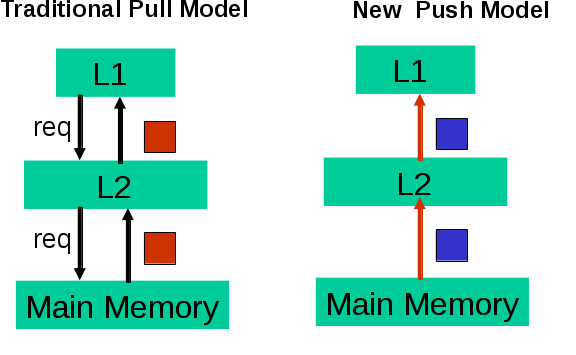 Traditional Pull Model
L1
req
L2
req
Main Memory
New Push Model
L1
L2
Main Memory